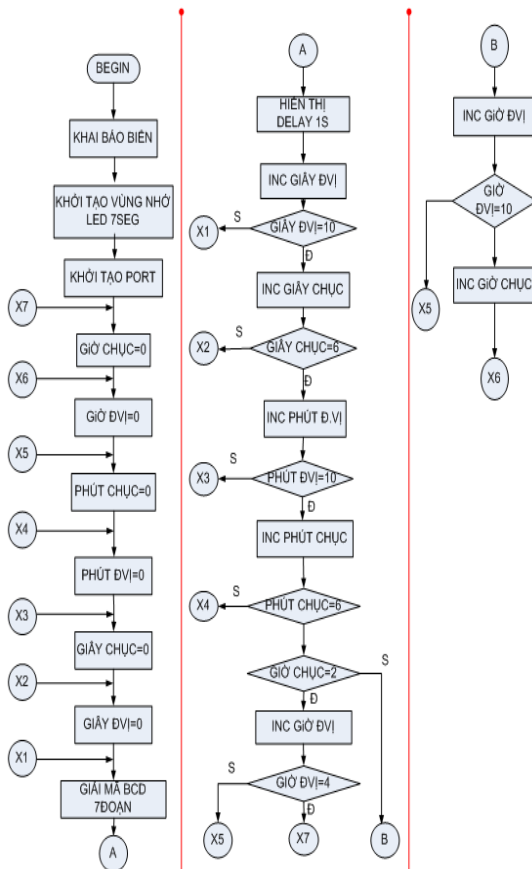 BEGIN
KHAI BÁO BIẾN
KHỞI TẠO VÙNG NHỚ
LED 7SEG
KHỞI TẠO PORT
X7
GIỜ CHỤC=0
X6
GIỜ ĐVỊ=0
X5
PHÚT CHỤC=0
X4
PHÚT ĐVỊ=0
X3
GIÂY CHỤC=0
X2
GIÂY ĐVỊ=0
X1
GIẢI MÃ BCD
7ĐOẠN
A
A
HIỂN THỊ
DELAY 1S
INC GIÂY ĐVỊ
S
X1
GIÂY ĐVỊ=10
Đ
INC GIÂY CHỤC
S
X2
GIÂY CHỤC=6
Đ
INC PHÚT Đ.VỊ
S
X3
PHÚT ĐVỊ=10
Đ
INC PHÚT CHỤC
S
X4
PHÚT CHỤC=6
GIỜ CHỤC=2
S
Đ
INC GIỜ ĐVỊ
S
GIỜ ĐVỊ=4
Đ
X5
X7
B
B
INC GIỜ ĐVỊ
GIỜ
ĐVỊ=10
X5
INC GIỜ CHỤC
X6